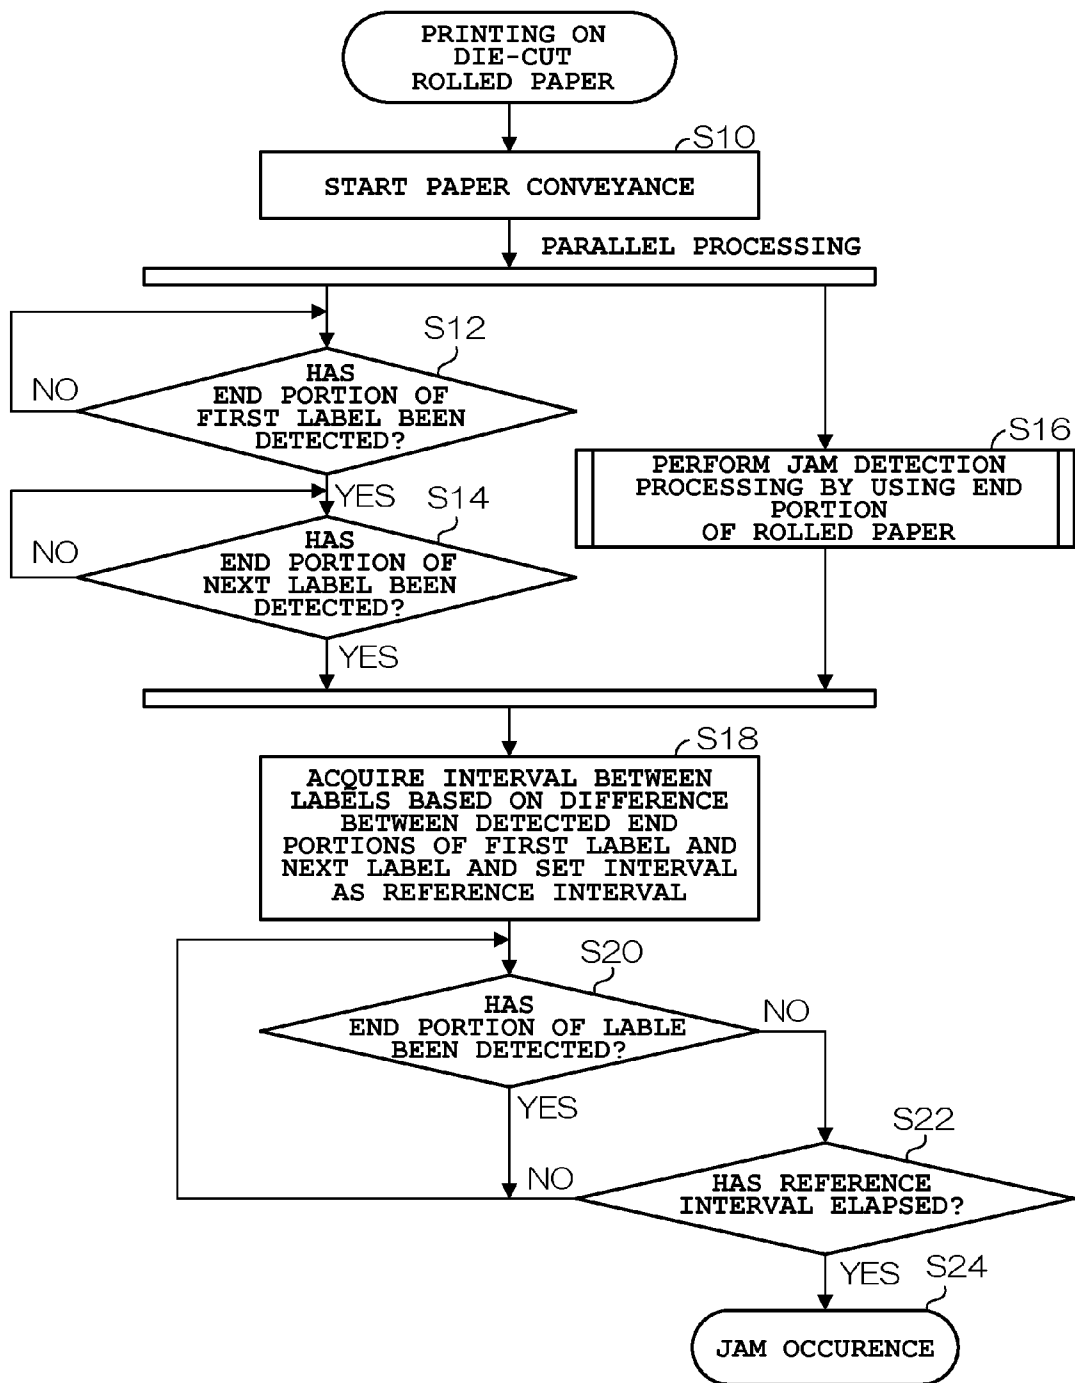 PRINTING ON
DIE-CUT
ROLLED PAPER
S10
START PAPER CONVEYANCE
PARALLEL PROCESSING
S12
HAS
END PORTION OF
FIRST LABEL BEEN
DETECTED?
NO
YES
S16
PERFORM JAM DETECTION
PROCESSING BY USING END
PORTION
OF ROLLED PAPER
S14
HAS
END PORTION OF
NEXT LABEL BEEN
DETECTED?
NO
YES
S18
ACQUIRE INTERVAL BETWEEN
LABELS BASED ON DIFFERENCE
BETWEEN DETECTED END
PORTIONS OF FIRST LABEL AND
NEXT LABEL AND SET INTERVAL
AS REFERENCE INTERVAL
S20
HAS
END PORTION OF LABLE
BEEN DETECTED?
NO
YES
S22
HAS REFERENCE
INTERVAL ELAPSED?
NO
YES
S24
JAM OCCURENCE